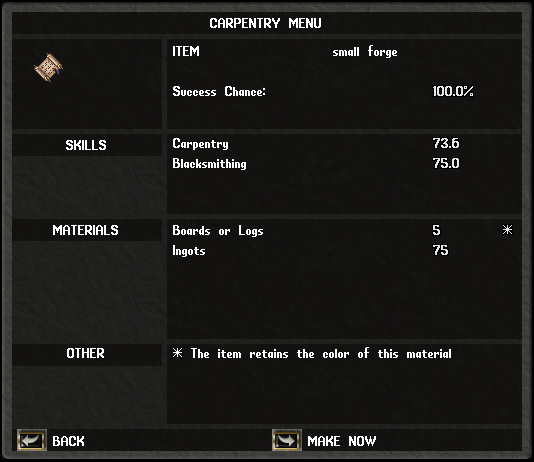 CARPENTRY MENU
ITEM small forge
Success Chance: 100.0%
SKILLS
Carpentry 73.6
Blacksmithing 75.0
MATERIALS
Boards or Logs 5 *
Ingots 75
OTHER
* The item retains the color of this material
BACK MAKE NOW